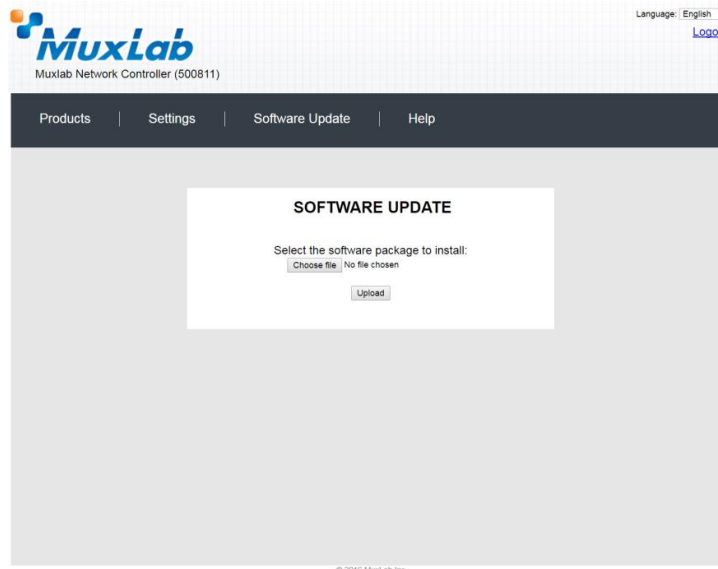 Language: English
Logo
MuxLab
Muxlab Network Controller (500811)
Products | Settings | Software Update | Help
SOFTWARE UPDATE
Select the software package to install:
Choose file No file chosen
Upload